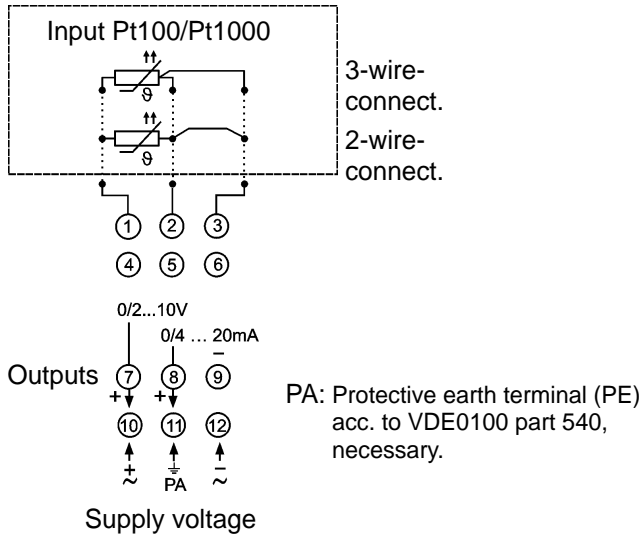 Input Pt100/Pt1000
3-wire-
connect.
ϑ
2-wire-
connect.
ϑ
1 2 3
4 5 6
0/2...10V
0/4 ... 20mA
−
Outputs 7 8 9
+ +
10 11 12
PA: Protective earth terminal (PE)
acc. to VDE0100 part 540,
necessary.
+ −
~ PA ~
Supply voltage